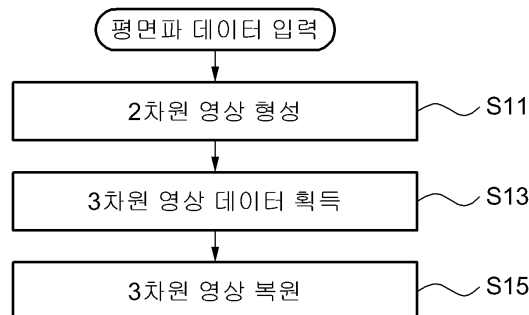 평면파 데이터 입력
2차원 영상 형성
S11
3차원 영상 데이터 획득
S13
3차원 영상 복원
S15